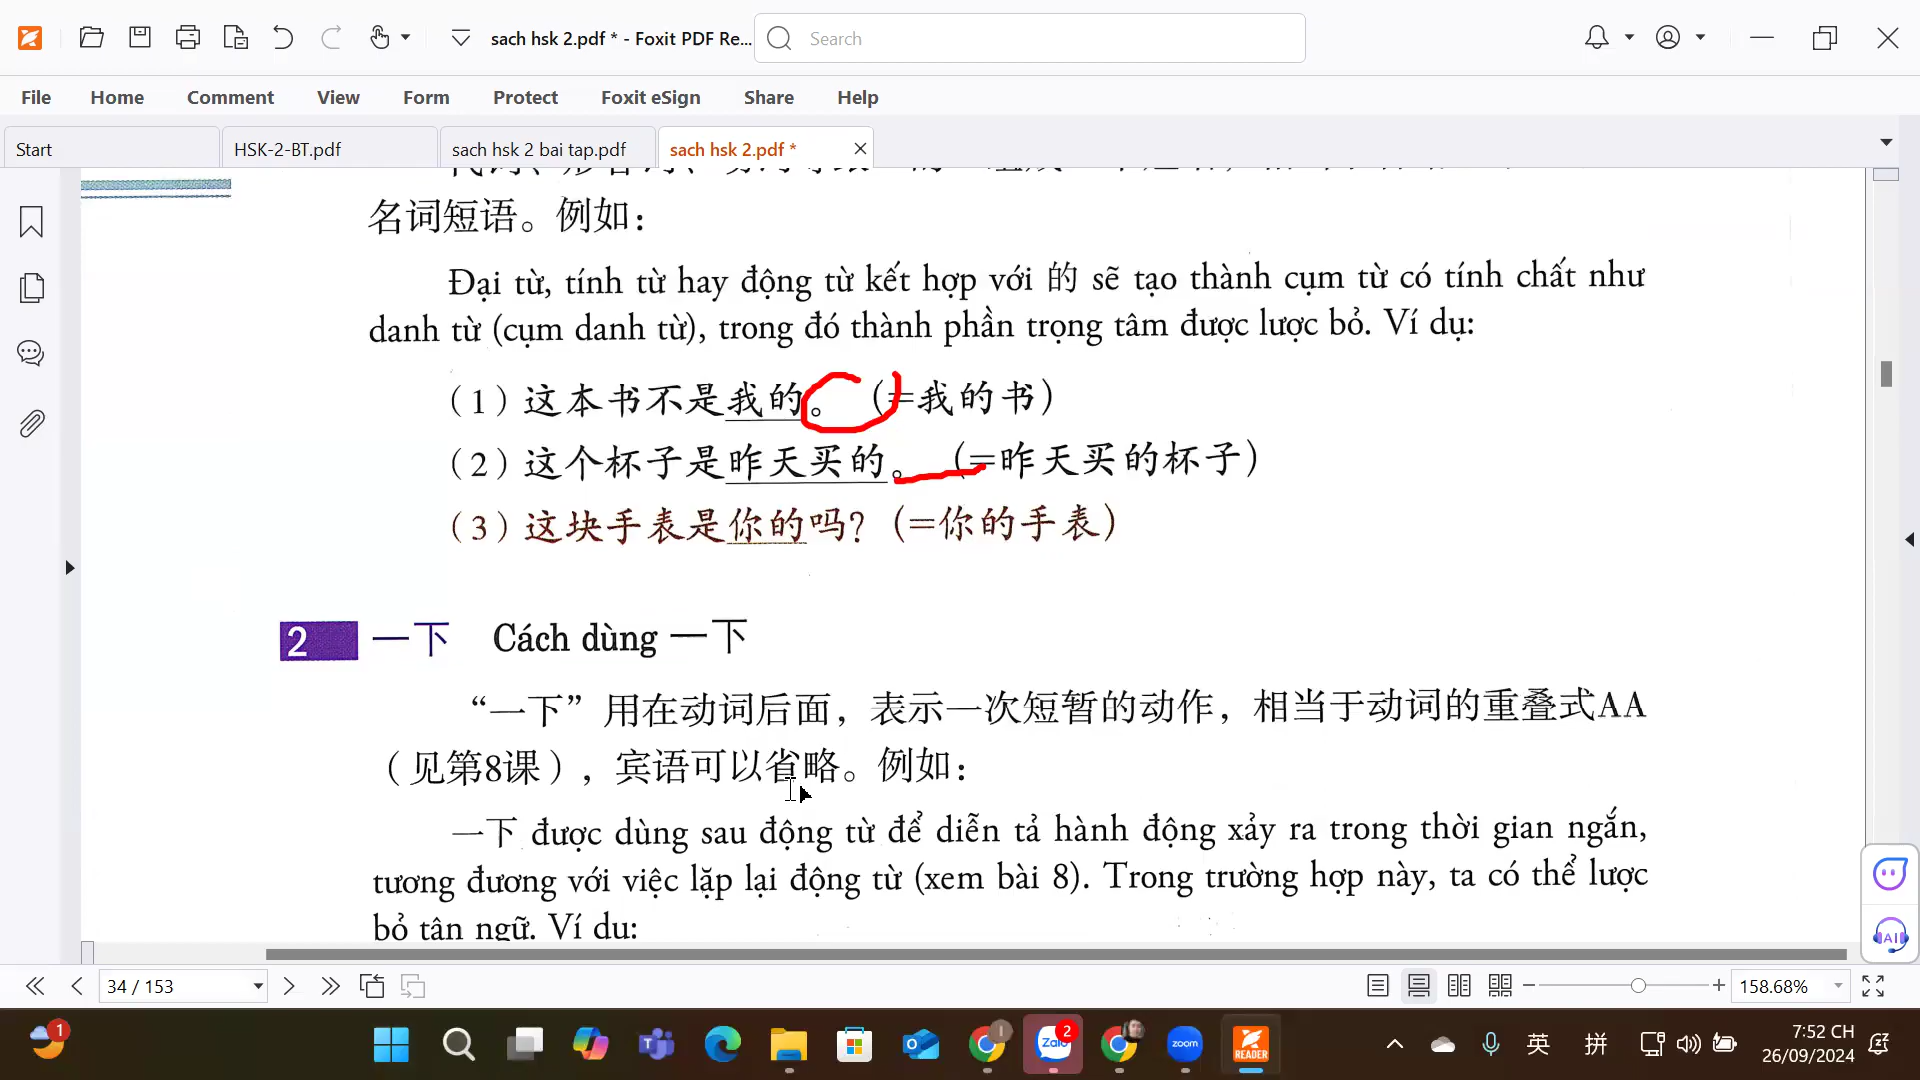 sach hsk 2.pdf * - Foxit PDF Re...
Search
File Home Comment View Form Protect Foxit eSign Share Help
Start
HSK-2-BT.pdf
sach hsk 2 bai tap.pdf
sach hsk 2.pdf *
名词短语。例如：
Đại từ, tính từ hay động từ kết hợp với 的 sẽ tạo thành cụm từ có tính chất như
danh từ (cụm danh từ), trong đó thành phần trọng tâm được lược bỏ. Ví dụ:
（1）这本书不是我的。（=我的书）
（2）这个杯子是昨天买的。（=昨天买的杯子）
（3）这块手表是你的吗？（=你的手表）
2 一下 Cách dùng 一下
“一下”用在动词后面，表示一次短暂的动作，相当于动词的重叠式AA
（见第8课），宾语可以省略。例如：
一下 được dùng sau động từ để diễn tả hành động xảy ra trong thời gian ngắn,
tương đương với việc lặp lại động từ (xem bài 8). Trong trường hợp này, ta có thể lược
bỏ tân ngữ. Ví dụ:
AI
34 / 153
158.68%
1
Zalo
2
zoom
READER
英
拼
7:52 CH
26/09/2024